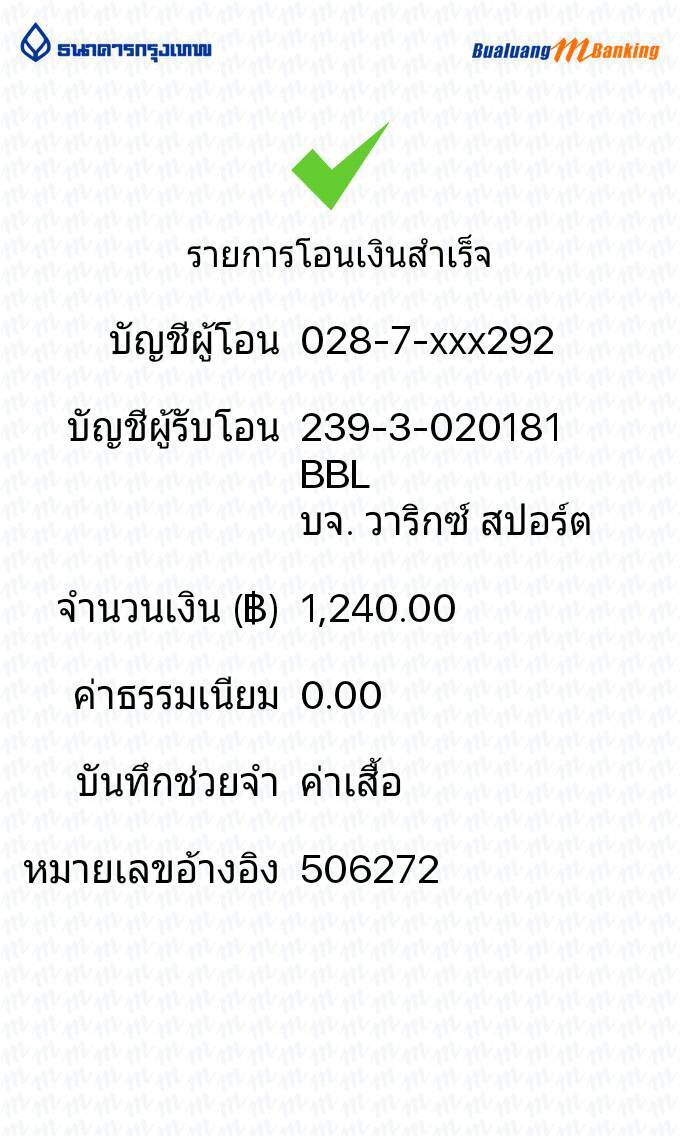 ธนาคารกรุงเทพ
Bualuang mBanking
รายการโอนเงินสำเร็จ
บัญชีผู้โอน 028-7-xxx292
บัญชีผู้รับโอน 239-3-020181
BBL
บจ. วาริกซ์ สปอร์ต
จำนวนเงิน (฿) 1,240.00
ค่าธรรมเนียม 0.00
บันทึกช่วยจำ ค่าเสื้อ
หมายเลขอ้างอิง 506272